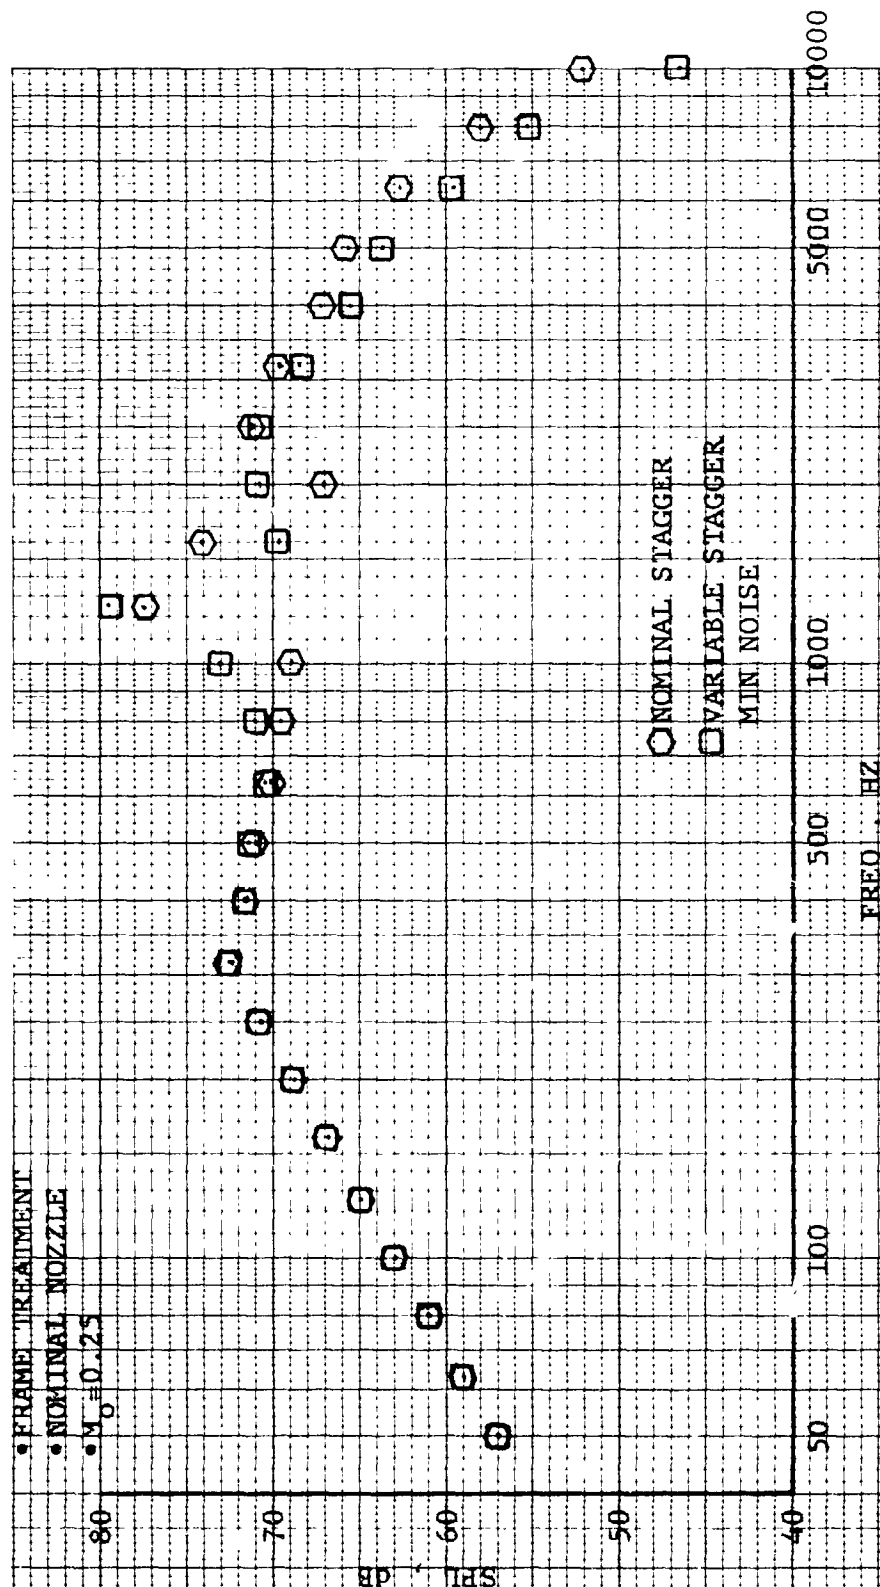 • FRAME TREATMENT
• NOMINAL NOZZLE
• M₀=0.25
80
70
60
50
40
SPL,
dB
50
100
500
1000
5000
10000
FREQ., HZ
NOMINAL STAGGER
VARIABLE STAGGER
MIN NOISE